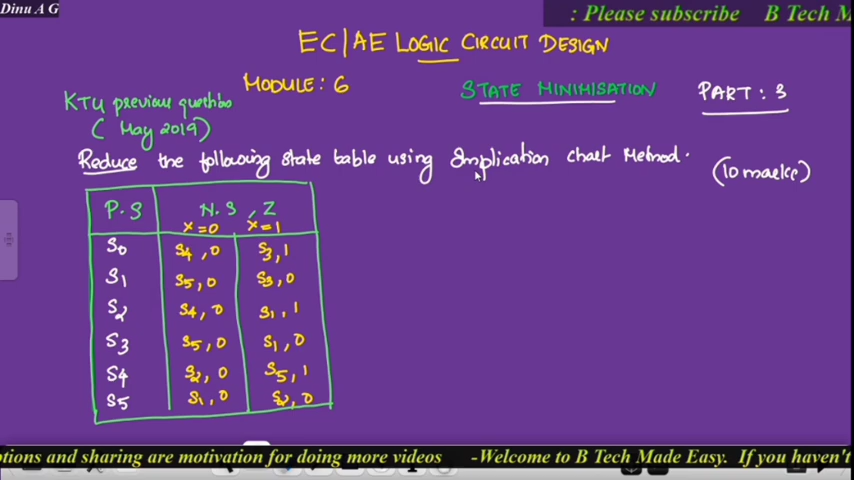 Dinu A G
: Please subscribe B Tech M
EC/AE LOGIC CIRCUIT DESIGN
MODULE: 6
STATE MINIMISATION
PART: 3
KTU previous question
( May 2019)
Reduce the following state table using Implication chart Method.
(10 marks)
P.S N.S , Z
x=0 x=1
S0 S4, 0 S3, 1
S1 S5, 0 S3, 0
S2 S4, 0 S1, 1
S3 S5, 0 S1, 0
S4 S2, 0 S5, 1
S5 S1, 0 S2, 0
ptions and sharing are motivation for doing more videos -Welcome to B Tech Made Easy. If you haven't